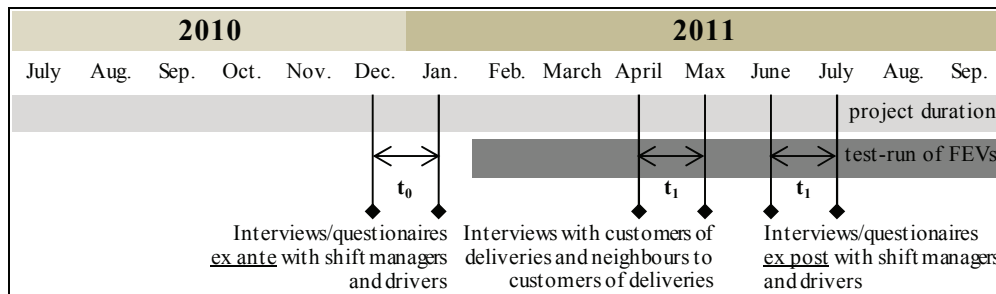 2010 2011
July Aug. Sep. Oct. Nov. Dec. Jan. Feb. March April Max June July Aug. Sep.
project duration
test-run of FEVs
t0 t1 t1
Interviews/questionaires
ex ante with shift managers
and drivers
Interviews with customers of
deliveries and neighbours to
customers of deliveries
Interviews/questionaires
ex post with shift managers
and drivers